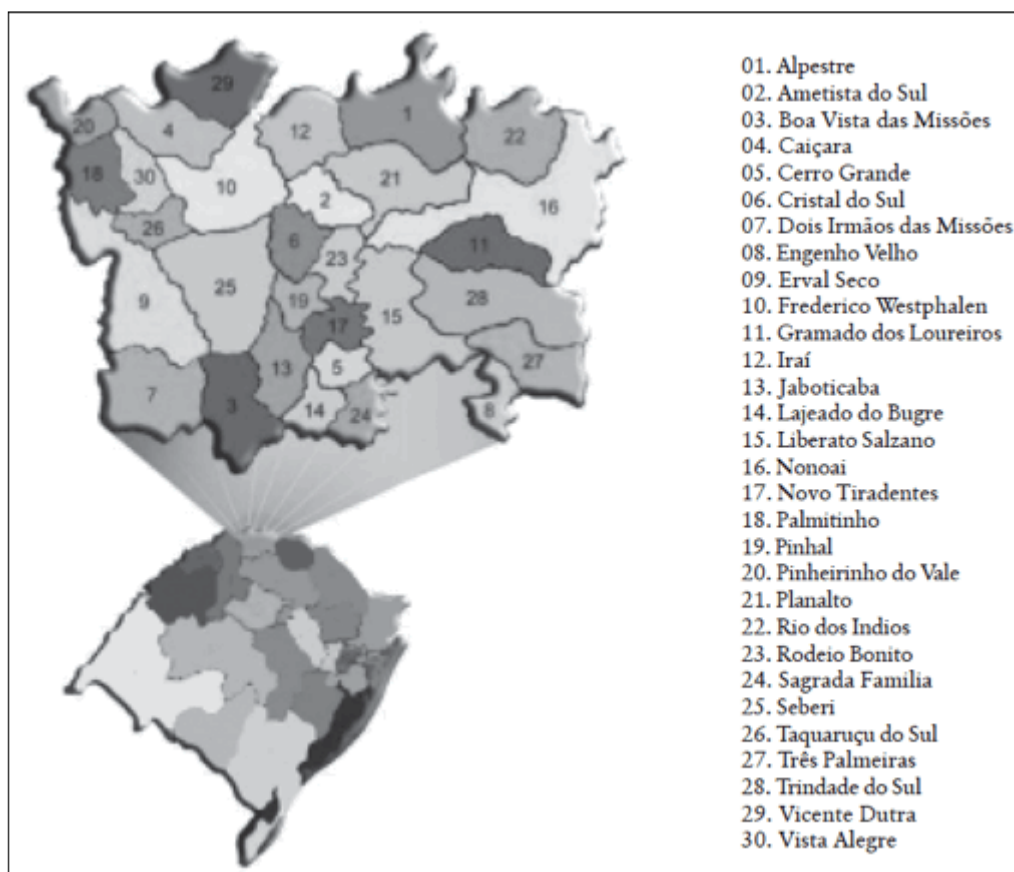 29
20
4
12
1
22
18
30
10
21
2
16
26
6
23
11
9
25
19
28
15
17
5
27
7
13
3
14
24
8
01. Alpestre
02. Ametista do Sul
03. Boa Vista das Missões
04. Caiçara
05. Cerro Grande
06. Cristal do Sul
07. Dois Irmãos das Missões
08. Engenho Velho
09. Erval Seco
10. Frederico Westphalen
11. Gramado dos Loureiros
12. Iraí
13. Jaboticaba
14. Lajeado do Bugre
15. Liberato Salzano
16. Nonoai
17. Novo Tiradentes
18. Palmitinho
19. Pinhal
20. Pinheirinho do Vale
21. Planalto
22. Rio dos Indios
23. Rodeio Bonito
24. Sagrada Familia
25. Seberi
26. Taquaruçu do Sul
27. Três Palmeiras
28. Trindade do Sul
29. Vicente Dutra
30. Vista Alegre